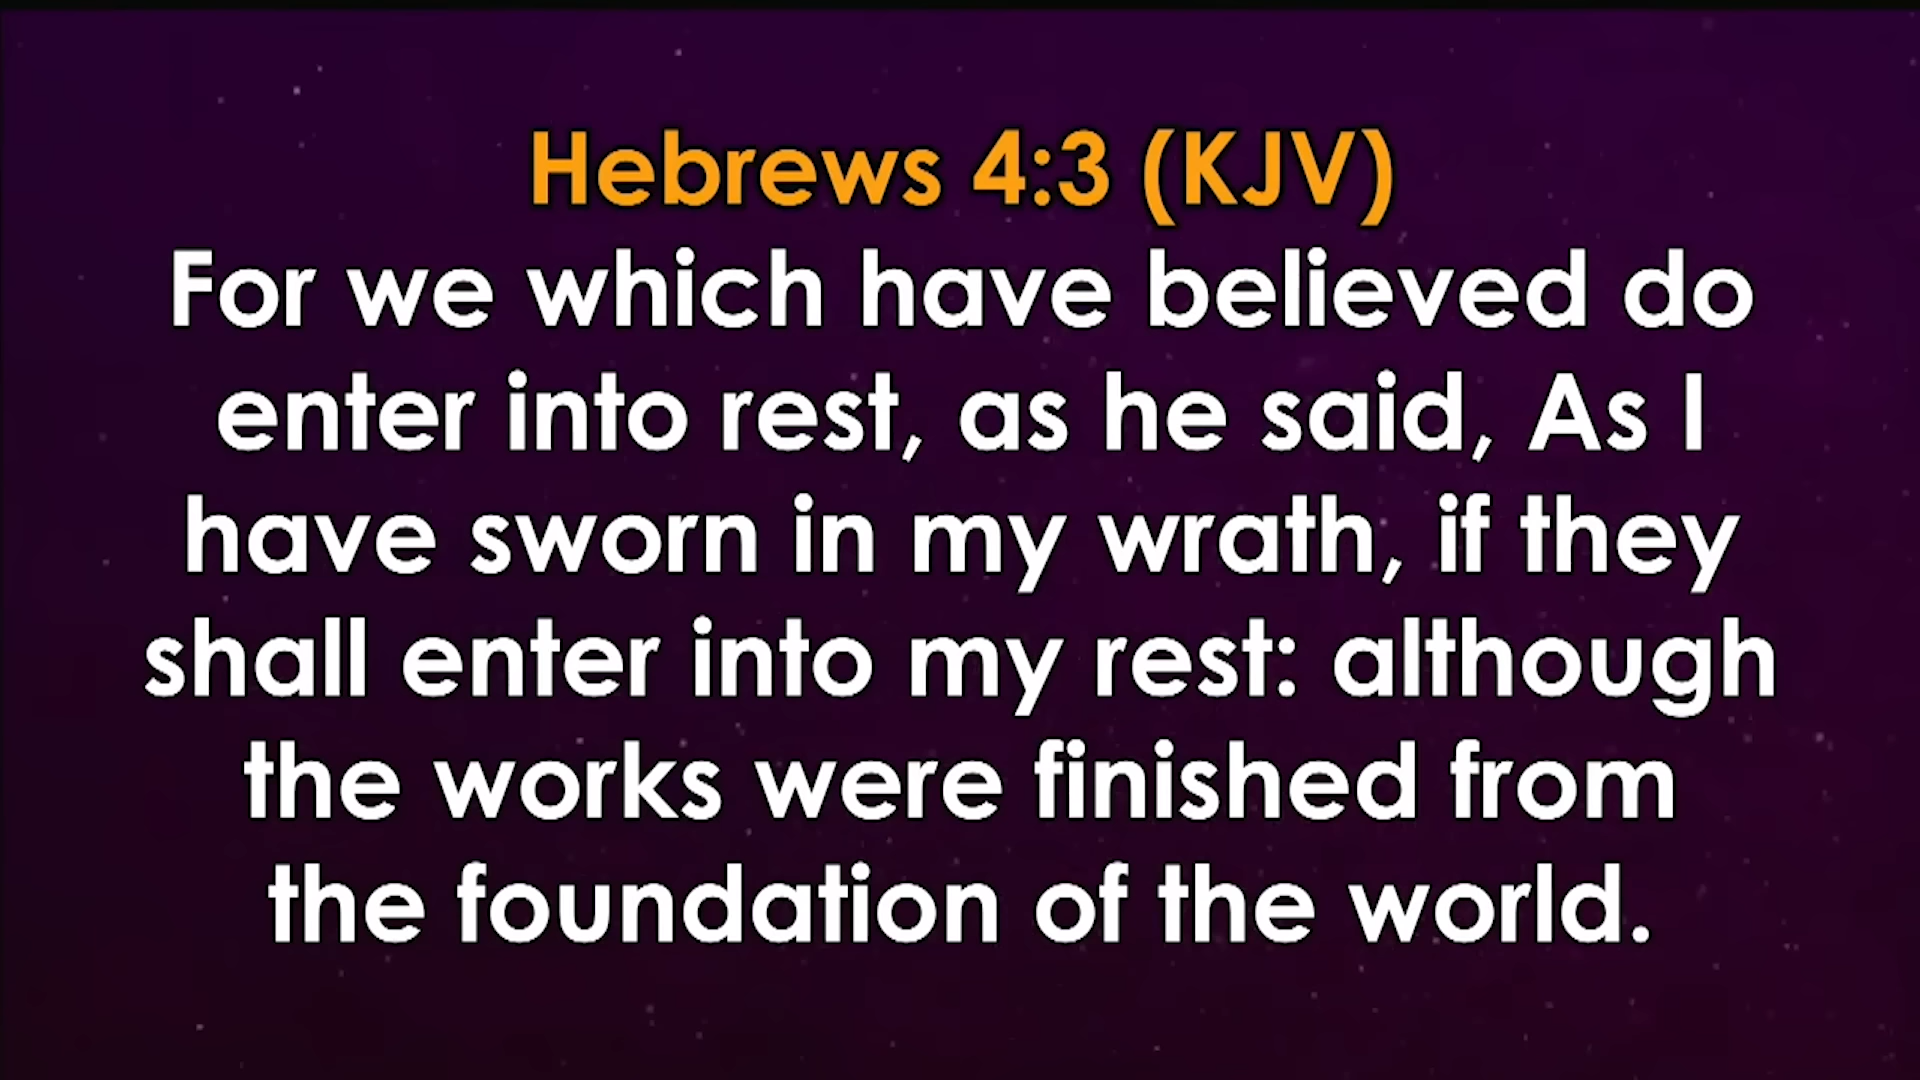 Hebrews 4:3 (KJV)
For we which have believed do
enter into rest, as he said, As I
have sworn in my wrath, if they
shall enter into my rest: although
the works were finished from
the foundation of the world.